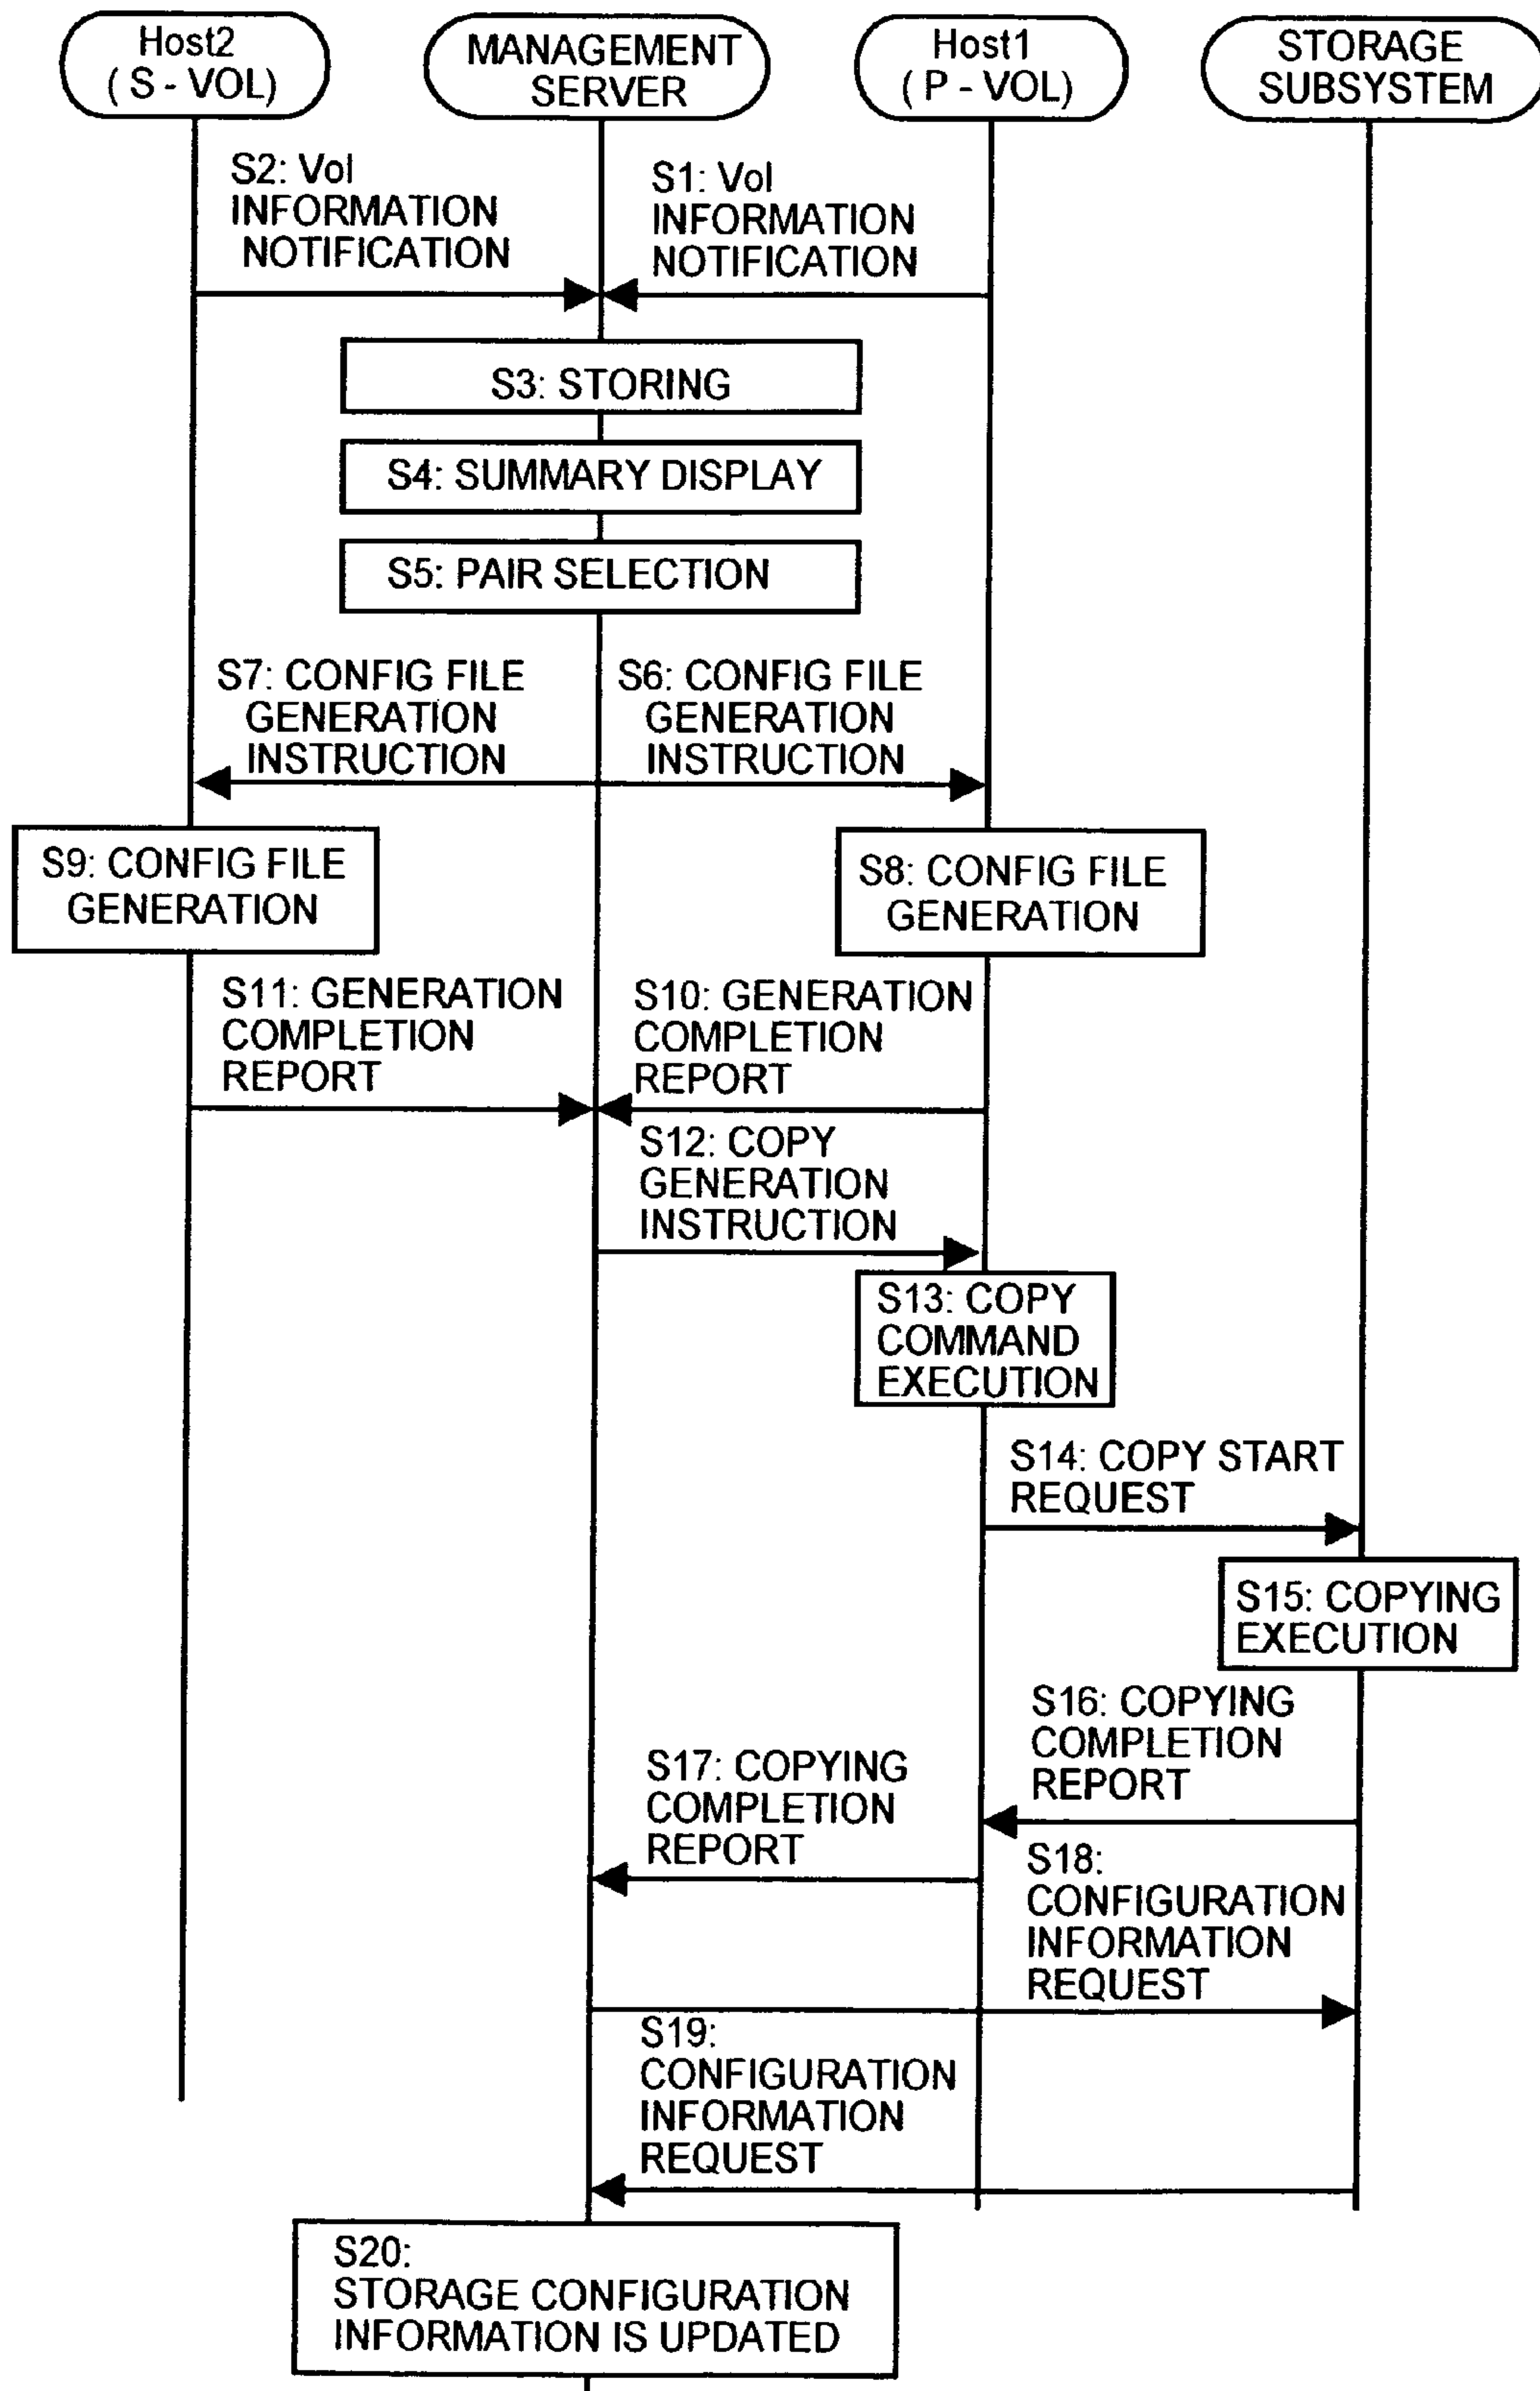 Host2
( S - VOL)
MANAGEMENT
SERVER
Host1
( P - VOL)
STORAGE
SUBSYSTEM
S2: Vol
INFORMATION
NOTIFICATION
S1: Vol
INFORMATION
NOTIFICATION
S3: STORING
S4: SUMMARY DISPLAY
S5: PAIR SELECTION
S7: CONFIG FILE
GENERATION
INSTRUCTION
S6: CONFIG FILE
GENERATION
INSTRUCTION
S9: CONFIG FILE
GENERATION
S8: CONFIG FILE
GENERATION
S11: GENERATION
COMPLETION
REPORT
S10: GENERATION
COMPLETION
REPORT
S12: COPY
GENERATION
INSTRUCTION
S13: COPY
COMMAND
EXECUTION
S14: COPY START
REQUEST
S15: COPYING
EXECUTION
S16: COPYING
COMPLETION
REPORT
S17: COPYING
COMPLETION
REPORT
S18:
CONFIGURATION
INFORMATION
REQUEST
S19:
CONFIGURATION
INFORMATION
REQUEST
S20:
STORAGE CONFIGURATION
INFORMATION IS UPDATED